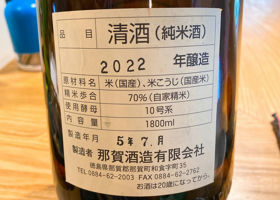 品目 清酒(純米酒)
2022 年醸造
原材料名 米(国産)、米こうじ(国産米)
精米歩合 70%(自家精米)
使用酵母 10号系
内容量 1800ml
製造年月 5年7月
製造者 那賀酒造有限会社
徳島県那賀郡那賀町和食字町35
TEL 0884-62-2003 FAX 0884-62-2762
お酒は20歳になってから。